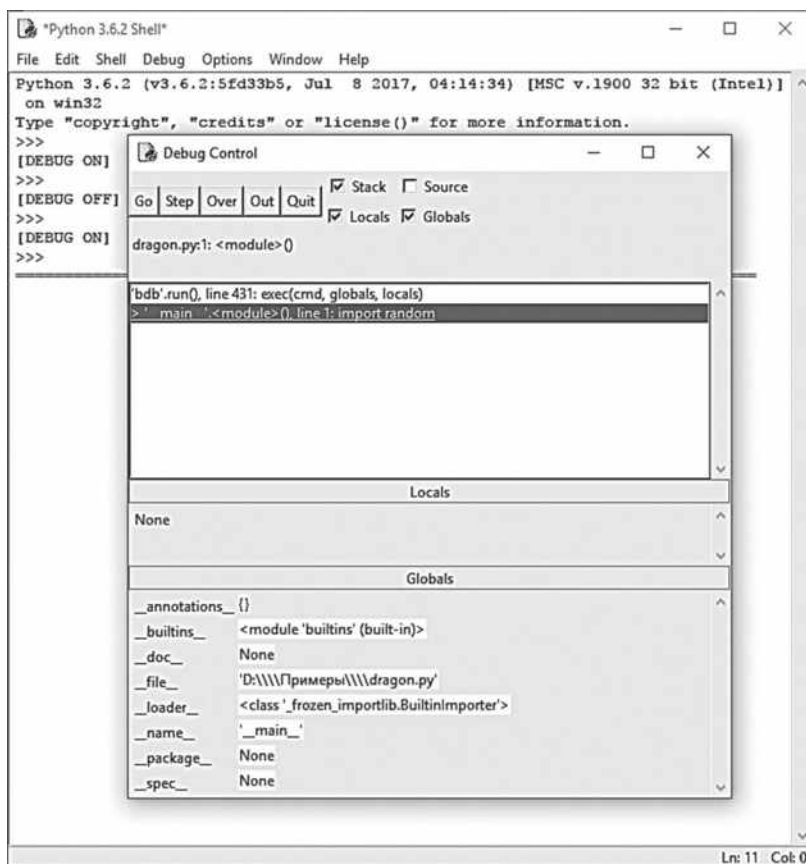 *Python 3.6.2 Shell*
File Edit Shell Debug Options Window Help
Python 3.6.2 (v3.6.2:5fd33b5, Jul  8 2017, 04:14:34) [MSC v.1900 32 bit (Intel)]
on win32
Type "copyright", "credits" or "license()" for more information.
>>>
[DEBUG ON]
>>>
[DEBUG OFF]
>>>
[DEBUG ON]
>>>
Debug Control
Go Step Over Out Quit
Stack Source
Locals Globals
dragon.py:1: <module>()
'bdb'.run(), line 431: exec(cmd, globals, locals)
> '__main__'.<module>(), line 1: import random
Locals
None
Globals
__annotations__ {}
__builtins__ <module 'builtins' (built-in)>
__doc__ None
__file__ 'D:\\\\Примеры\\\\dragon.py'
__loader__ <class '_frozen_importlib.BuiltinImporter'>
__name__ '__main__'
__package__ None
__spec__ None
Ln: 11 Col: 0